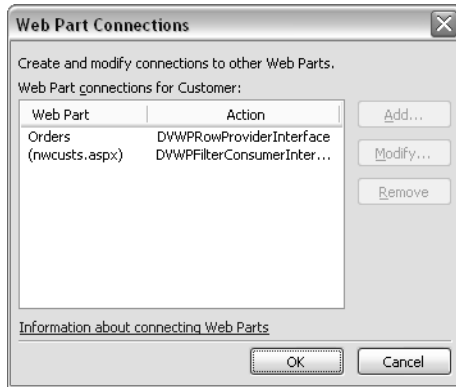 Web Part Connections
Create and modify connections to other Web Parts.
Web Part connections for Customer:
Web Part Action
Orders DVWPRowProviderInterface
(nwcusts.aspx) DVWPFilterConsumerInter...
Add...
Modify...
Remove
Information about connecting Web Parts
OK Cancel